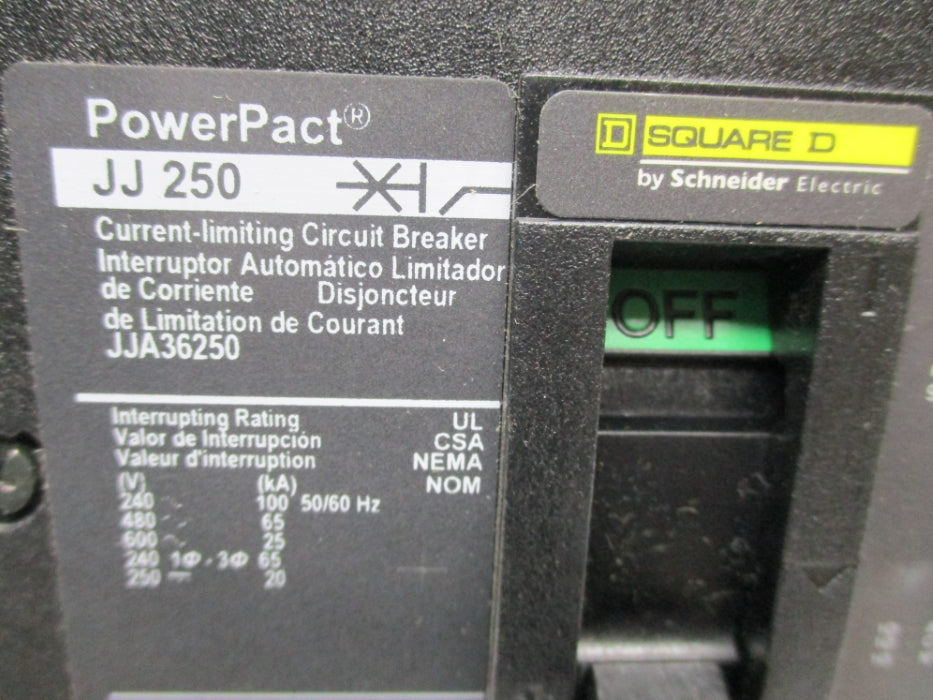 PowerPact®
JJ 250
Current-limiting Circuit Breaker
Interruptor Automático Limitador
de Corriente Disjoncteur
de Limitation de Courant
JJA36250
Interrupting Rating UL
Valor de Interrupción CSA
Valeur d'interruption NEMA
(V) (kA) NOM
240 100 50/60 Hz
480 ~ 65
600 ~ 25
240 1Φ - 3Φ 65
250 20
D SQUARE D
by Schneider Electric
OFF